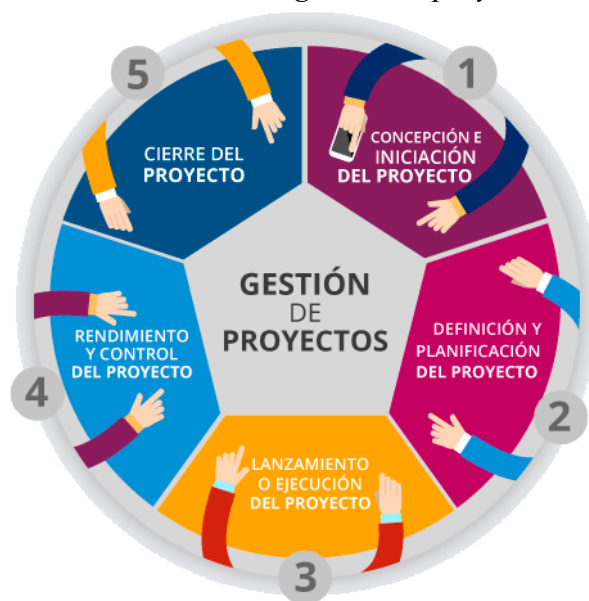 GESTIÓN
DE
PROYECTOS
1
CONCEPCIÓN E
INICIACIÓN
DEL PROYECTO
2
DEFINICIÓN Y
PLANIFICACIÓN
DEL PROYECTO
3
LANZAMIENTO
O EJECUCIÓN
DEL PROYECTO
4
RENDIMIENTO
Y CONTROL
DEL PROYECTO
5
CIERRE DEL
PROYECTO